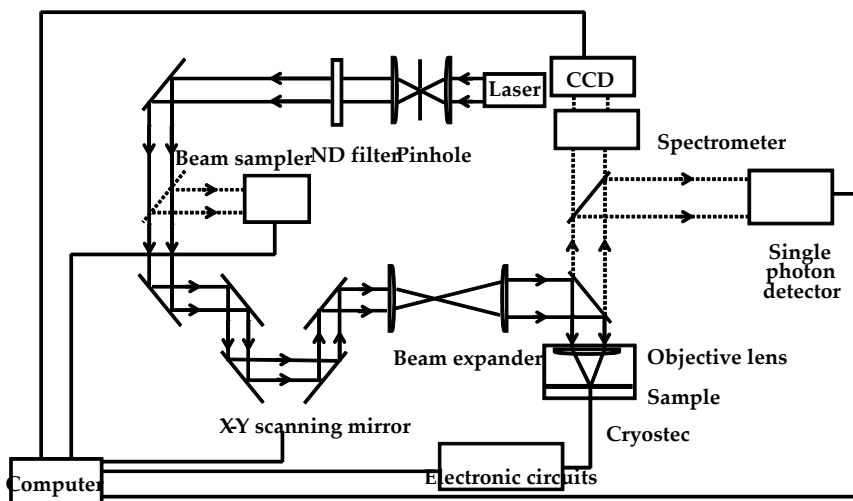 CCD
Laser
Spectrometer
Beam sampler
ND filter
Pinhole
Single
photon
detector
Beam expander
Objective lens
Sample
X-Y scanning mirror
Cryostec
Electronic circuits
Computer